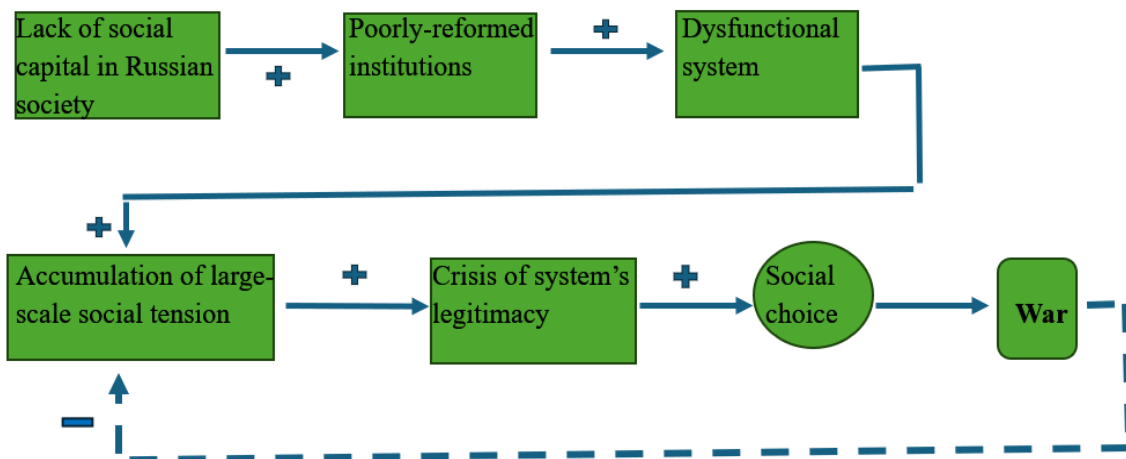 Lack of social
capital in Russian
society
Poorly-reformed
institutions
Dysfunctional
system
Accumulation of large-
scale social tension
Crisis of system’s
legitimacy
Social
choice
War